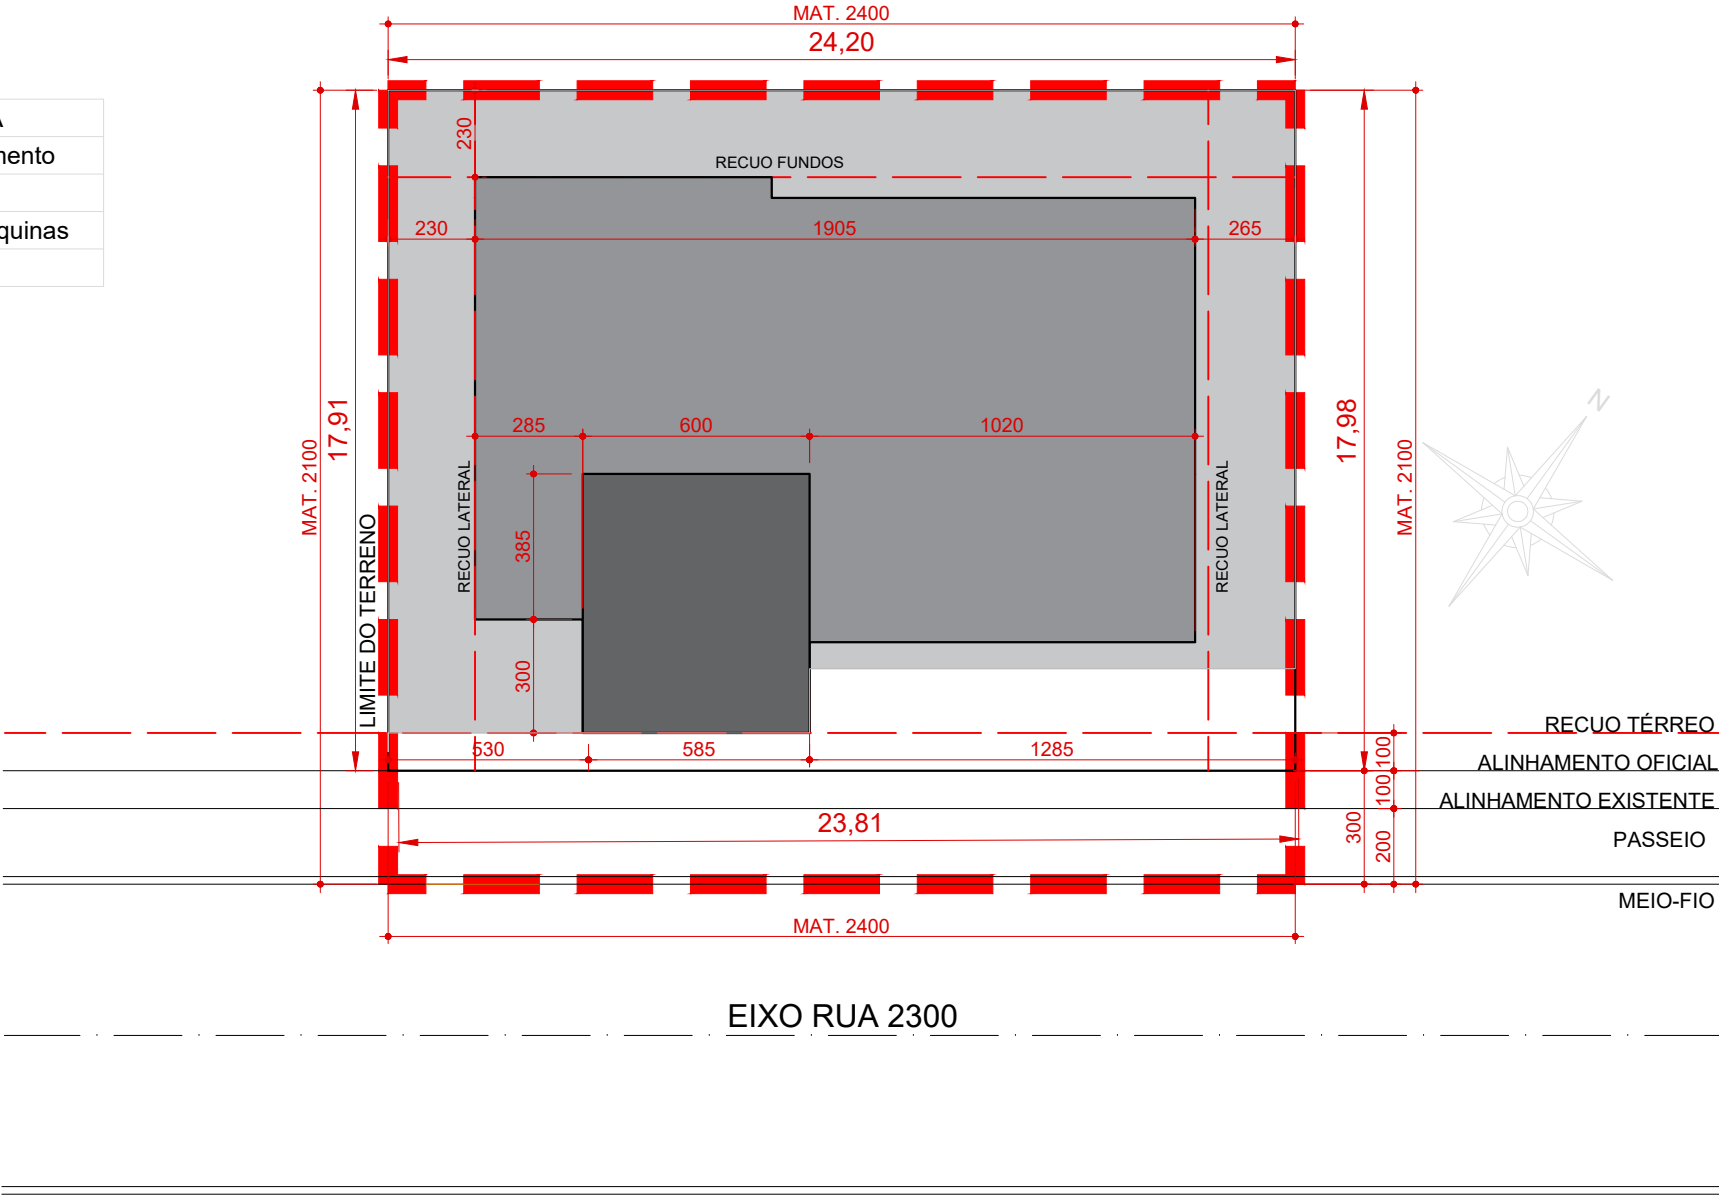 MAT. 2400
24,20
A
mento
quinas
230
RECUO FUNDOS
230
1905
265
MAT. 2100
17,91
LIMITE DO TERRENO
RECUO LATERAL
285
600
1020
385
300
RECUO LATERAL
17,98
MAT. 2100
N
530
585
1285
23,81
RECUO TÉRREO
100
ALINHAMENTO OFICIAL
100
ALINHAMENTO EXISTENTE
300
200
PASSEIO
MEIO-FIO
MAT. 2400
EIXO RUA 2300